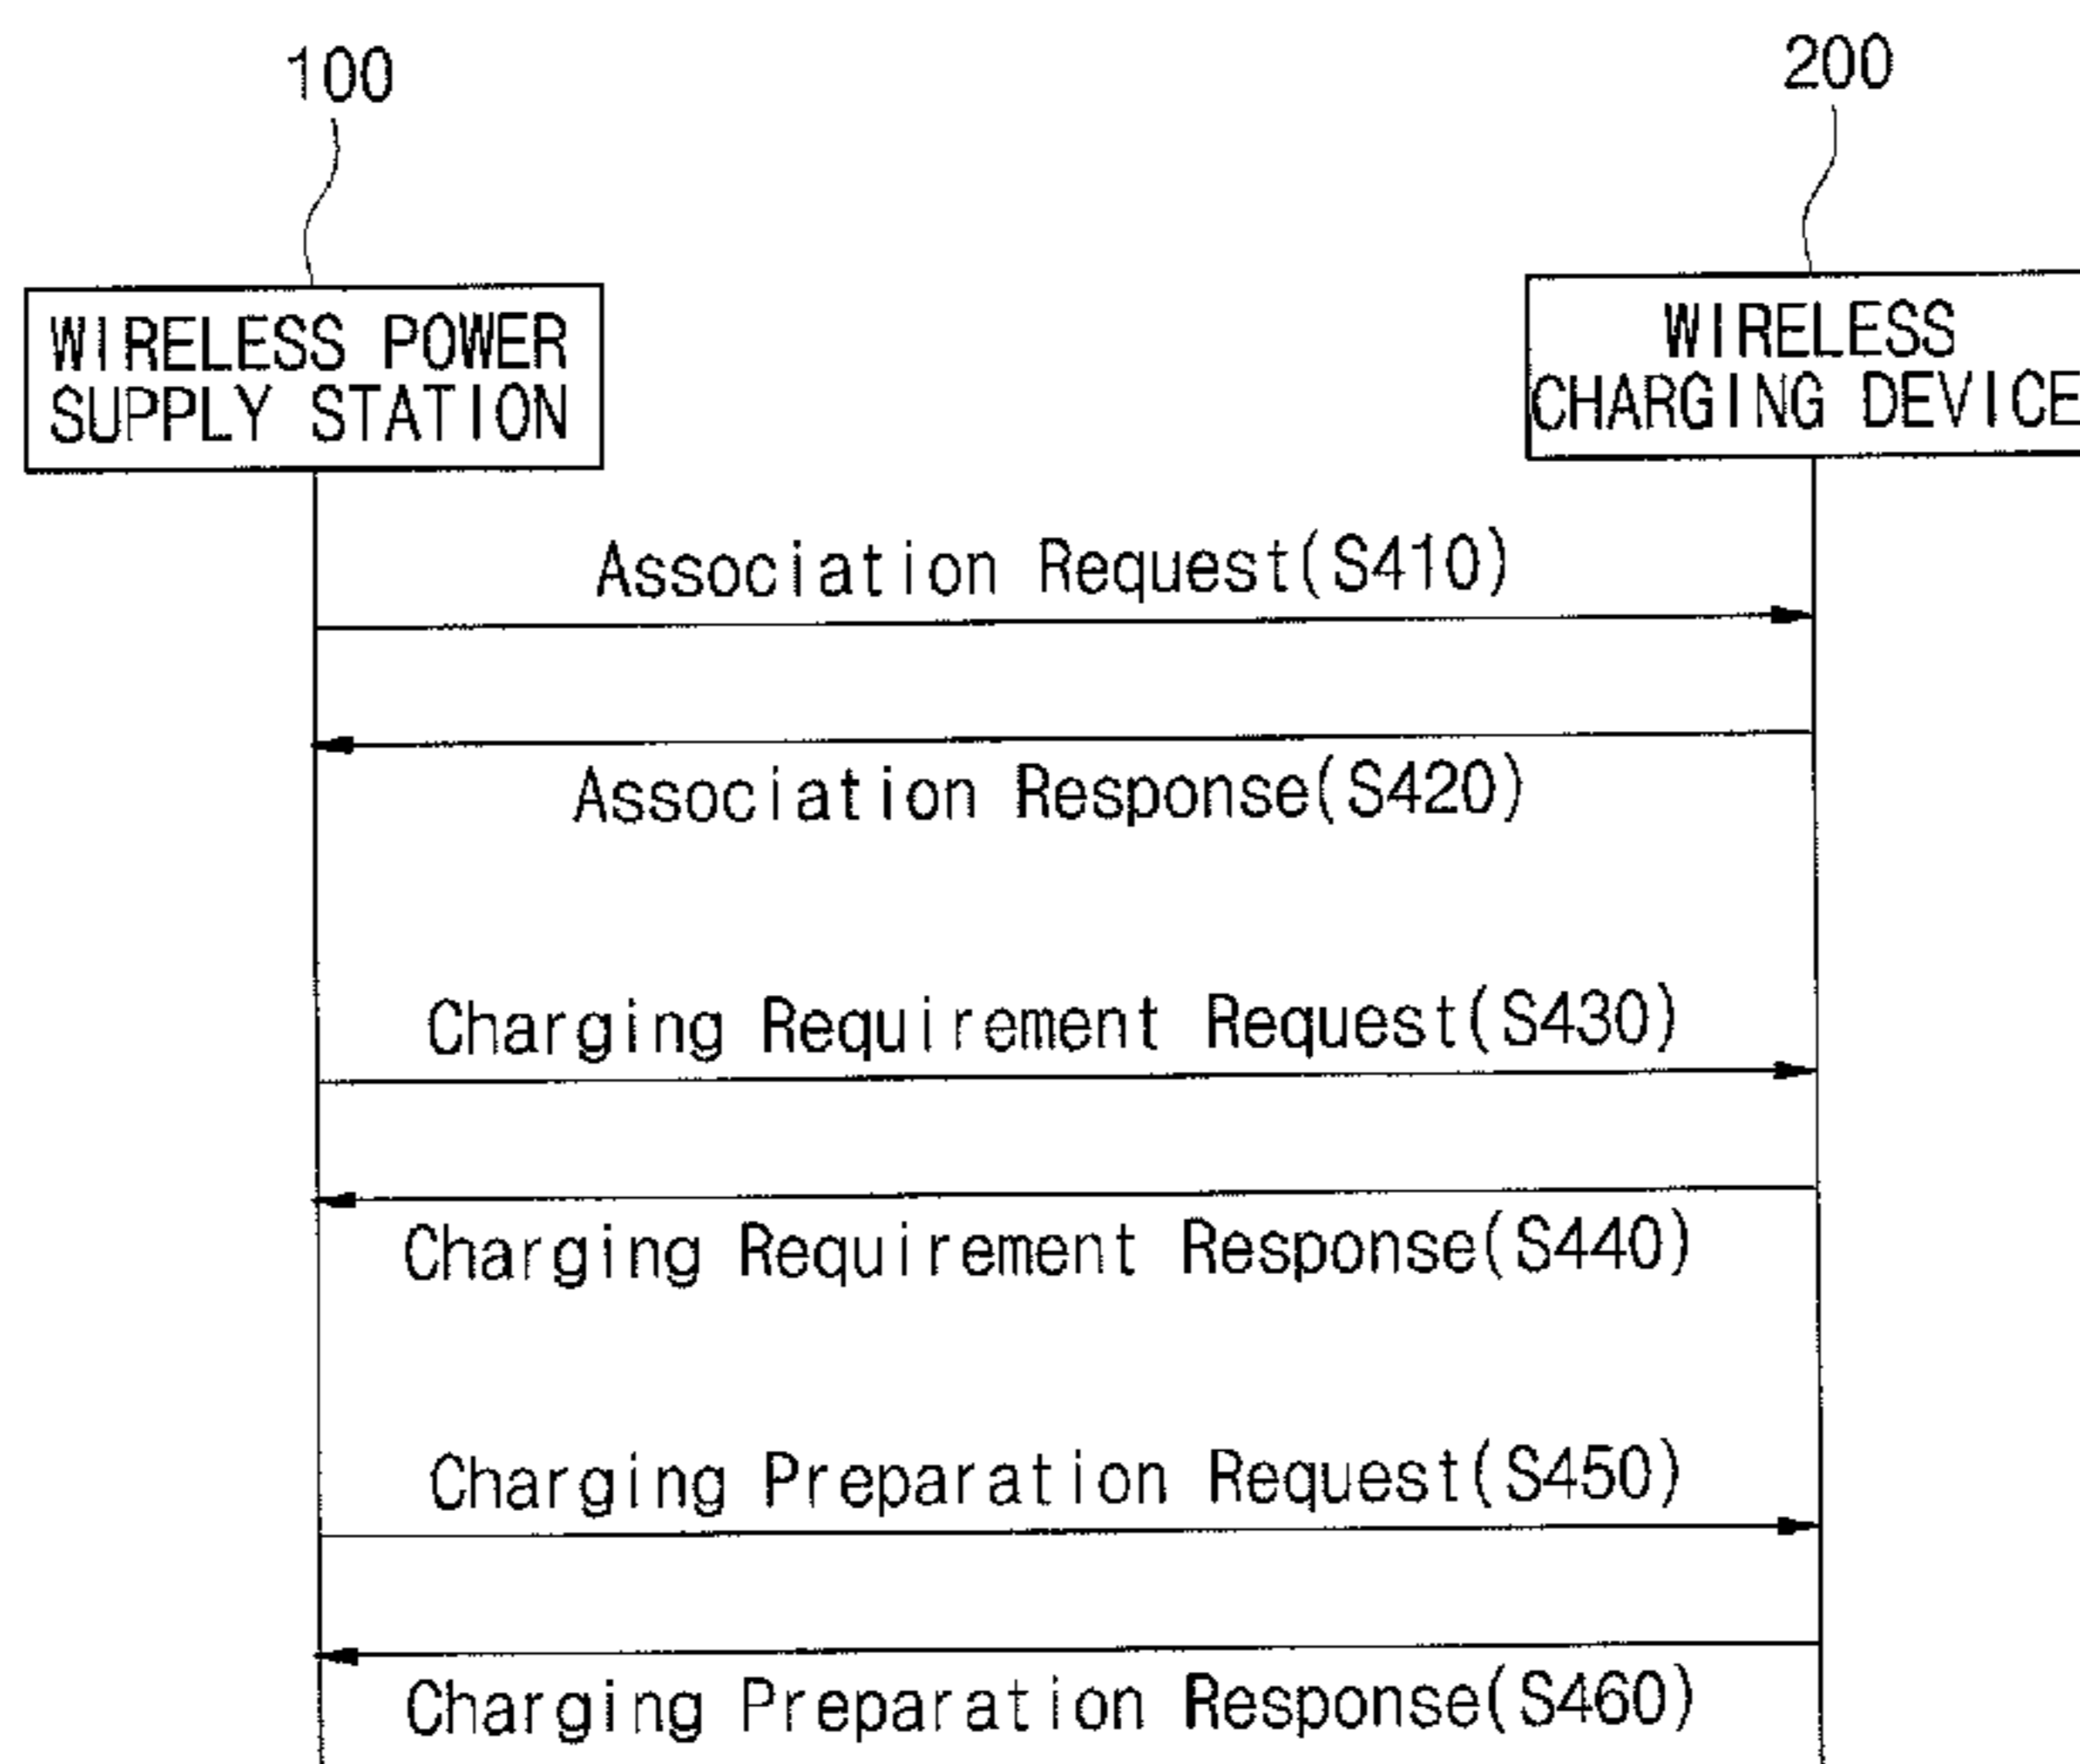 100
200
WIRELESS POWER
SUPPLY STATION
WIRELESS
CHARGING DEVICE
Association Request(S410)
Association Response(S420)
Charging Requirement Request(S430)
Charging Requirement Response(S440)
Charging Preparation Request(S450)
Charging Preparation Response(S460)